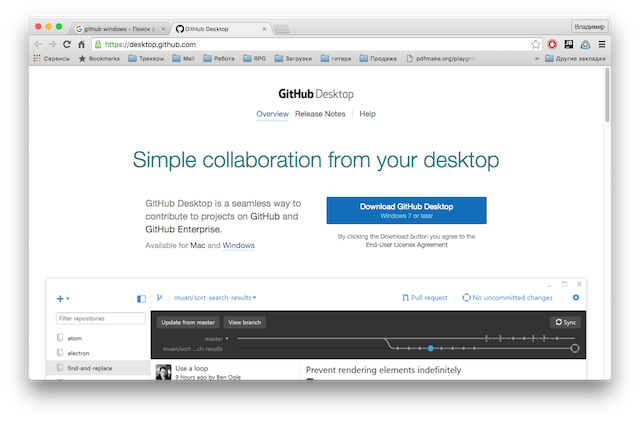 github windows - Поиск в
GitHub Desktop
Владимир
https://desktop.github.com
Сервисы
Bookmarks
Трекеры
Mail
Работа
RPG
Загрузки
гитара
Продажа
pdfmake.org/playgro
»
Другие закладки
GitHub Desktop
Overview Release Notes Help
Simple collaboration from your desktop
GitHub Desktop is a seamless way to
contribute to projects on GitHub and
GitHub Enterprise.
Available for Mac and Windows
Download GitHub Desktop
Windows 7 or later
By clicking the Download button you agree to the
End-User License Agreement
muan/sort-search-results
Pull request
No uncommitted changes
Filter repositories
atom
electron
find-and-replace
Update from master
View branch
Sync
master
muan/sort-...ch-results
Use a loop
9 hours ago by Ben Ogle
Prevent rendering elements indefinitely